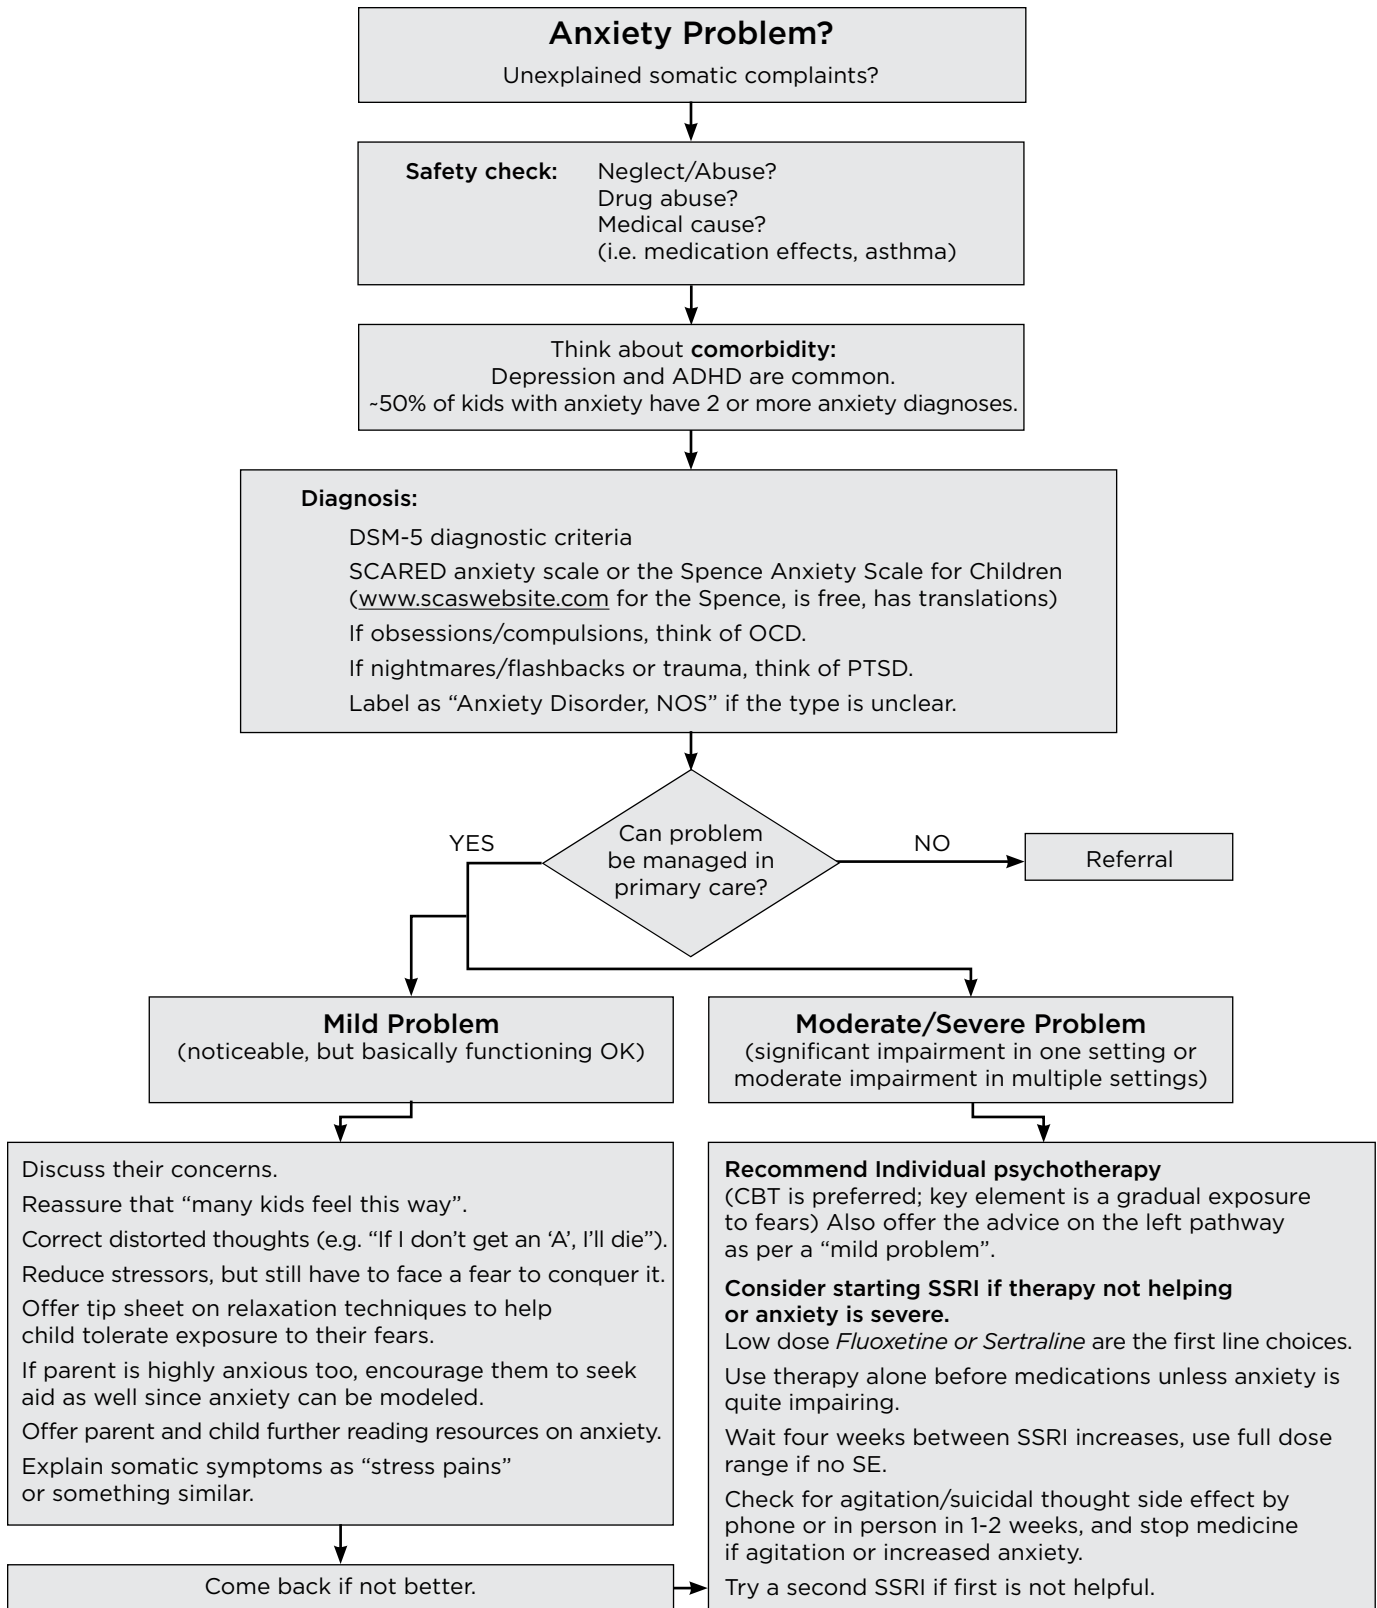 Anxiety Problem?
Unexplained somatic complaints?
Safety check: Neglect/Abuse?
Drug abuse?
Medical cause?
(i.e. medication effects, asthma)
Think about comorbidity:
Depression and ADHD are common.
~50% of kids with anxiety have 2 or more anxiety diagnoses.
Diagnosis:
DSM-5 diagnostic criteria
SCARED anxiety scale or the Spence Anxiety Scale for Children
(www.scaswebsite.com for the Spence, is free, has translations)
If obsessions/compulsions, think of OCD.
If nightmares/flashbacks or trauma, think of PTSD.
Label as “Anxiety Disorder, NOS” if the type is unclear.
YES
Can problem
be managed in
primary care?
NO
Referral
Mild Problem
(noticeable, but basically functioning OK)
Discuss their concerns.
Reassure that “many kids feel this way”.
Correct distorted thoughts (e.g. “If I don’t get an ‘A’, I’ll die”).
Reduce stressors, but still have to face a fear to conquer it.
Offer tip sheet on relaxation techniques to help
child tolerate exposure to their fears.
If parent is highly anxious too, encourage them to seek
aid as well since anxiety can be modeled.
Offer parent and child further reading resources on anxiety.
Explain somatic symptoms as “stress pains”
or something similar.
Come back if not better.
Moderate/Severe Problem
(significant impairment in one setting or
moderate impairment in multiple settings)
Recommend Individual psychotherapy
(CBT is preferred; key element is a gradual exposure
to fears) Also offer the advice on the left pathway
as per a “mild problem”.
Consider starting SSRI if therapy not helping
or anxiety is severe.
Low dose Fluoxetine or Sertraline are the first line choices.
Use therapy alone before medications unless anxiety is
quite impairing.
Wait four weeks between SSRI increases, use full dose
range if no SE.
Check for agitation/suicidal thought side effect by
phone or in person in 1-2 weeks, and stop medicine
if agitation or increased anxiety.
Try a second SSRI if first is not helpful.